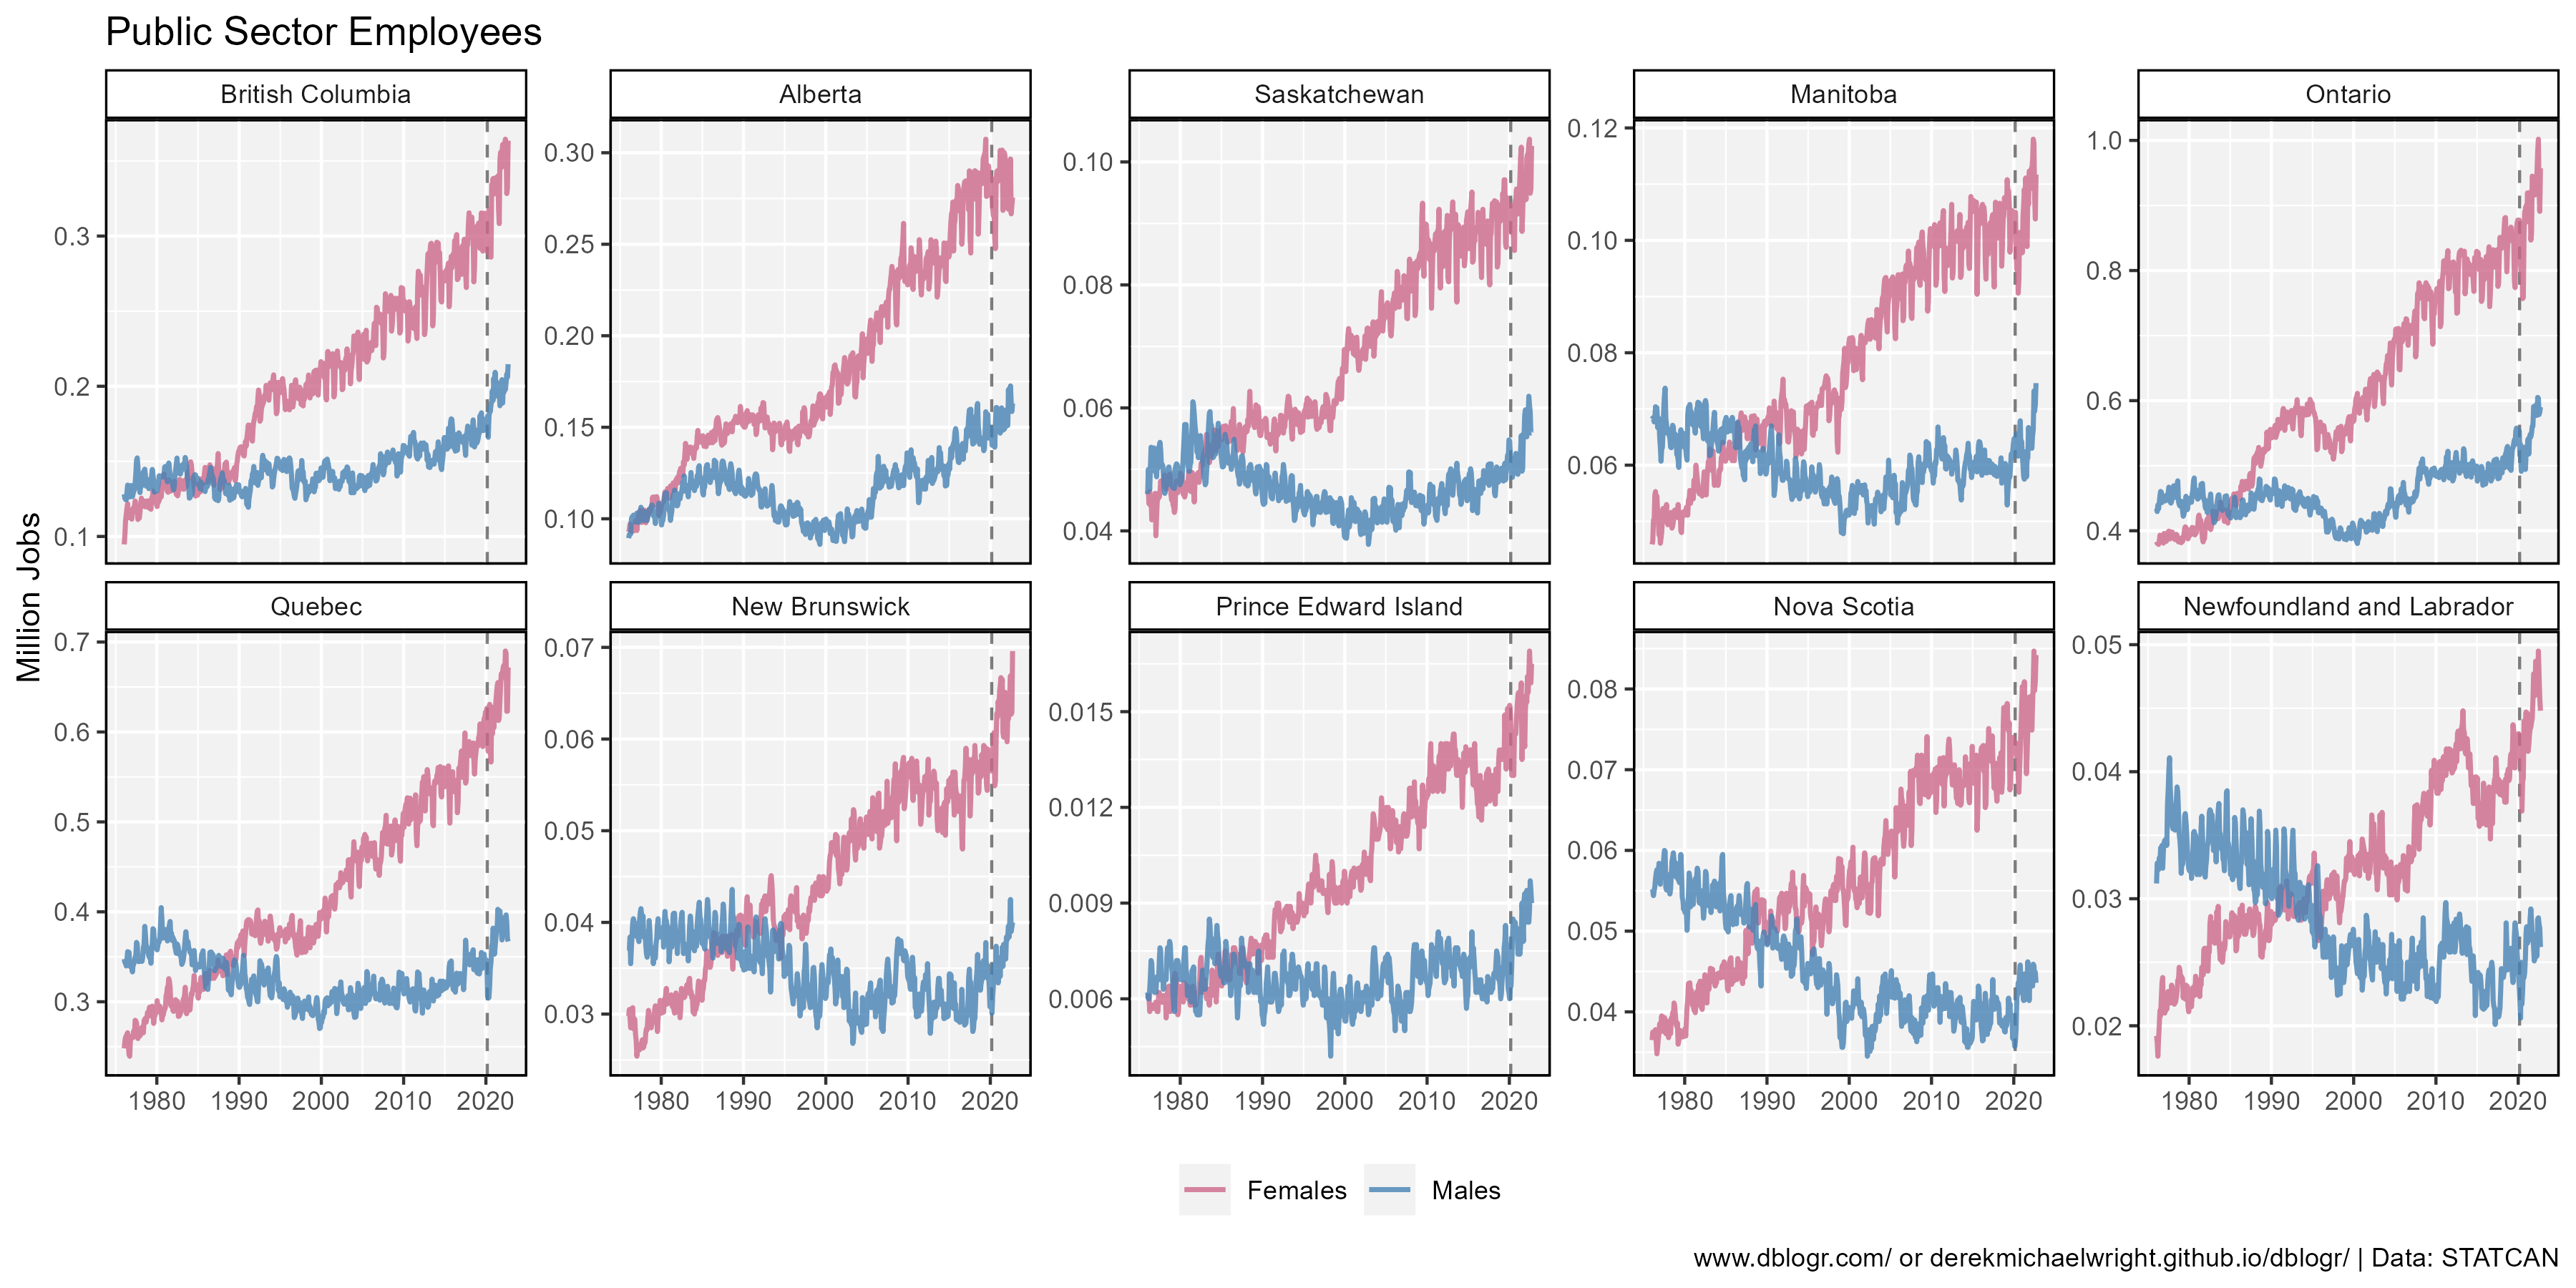 Public Sector Employees
British Columbia
Alberta
Saskatchewan
Manitoba
Ontario
0.3
0.2
0.1
0.30
0.25
0.20
0.15
0.10
0.10
0.08
0.06
0.04
0.12
0.10
0.08
0.06
1.0
0.8
0.6
0.4
Million Jobs
Quebec
New Brunswick
Prince Edward Island
Nova Scotia
Newfoundland and Labrador
0.7
0.6
0.5
0.4
0.3
0.07
0.06
0.05
0.04
0.03
0.015
0.012
0.009
0.006
0.08
0.07
0.06
0.05
0.04
0.05
0.04
0.03
0.02
1980 1990 2000 2010 2020
1980 1990 2000 2010 2020
1980 1990 2000 2010 2020
1980 1990 2000 2010 2020
1980 1990 2000 2010 2020
Females Males
www.dblogr.com/ or derekmichaelwright.github.io/dblogr/ | Data: STATCAN